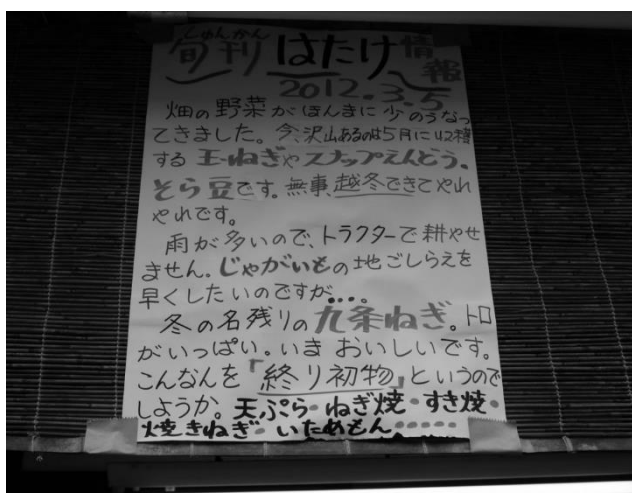 しゅんかん
旬刊 はたけ情報
2012.3.5
畑の野菜がほんまに少のうなっ
てきました。今、沢山あるのは5月に収穫
する玉ねぎやスナップえんどう、
そら豆です。無事、越冬できてやれ
やれです。
雨が多いので、トラクターで耕やせ
ません。じゃがいもの地ごしらえを
早くしたいのですが...。
冬の名残りの九条ねぎ。トロ
がいっぱい。いま おいしいです。
こんなんを「終り初物」というので
しようか。天ぷら・ねぎ焼・すき焼・
焼きねぎ・いためもん・・・・・